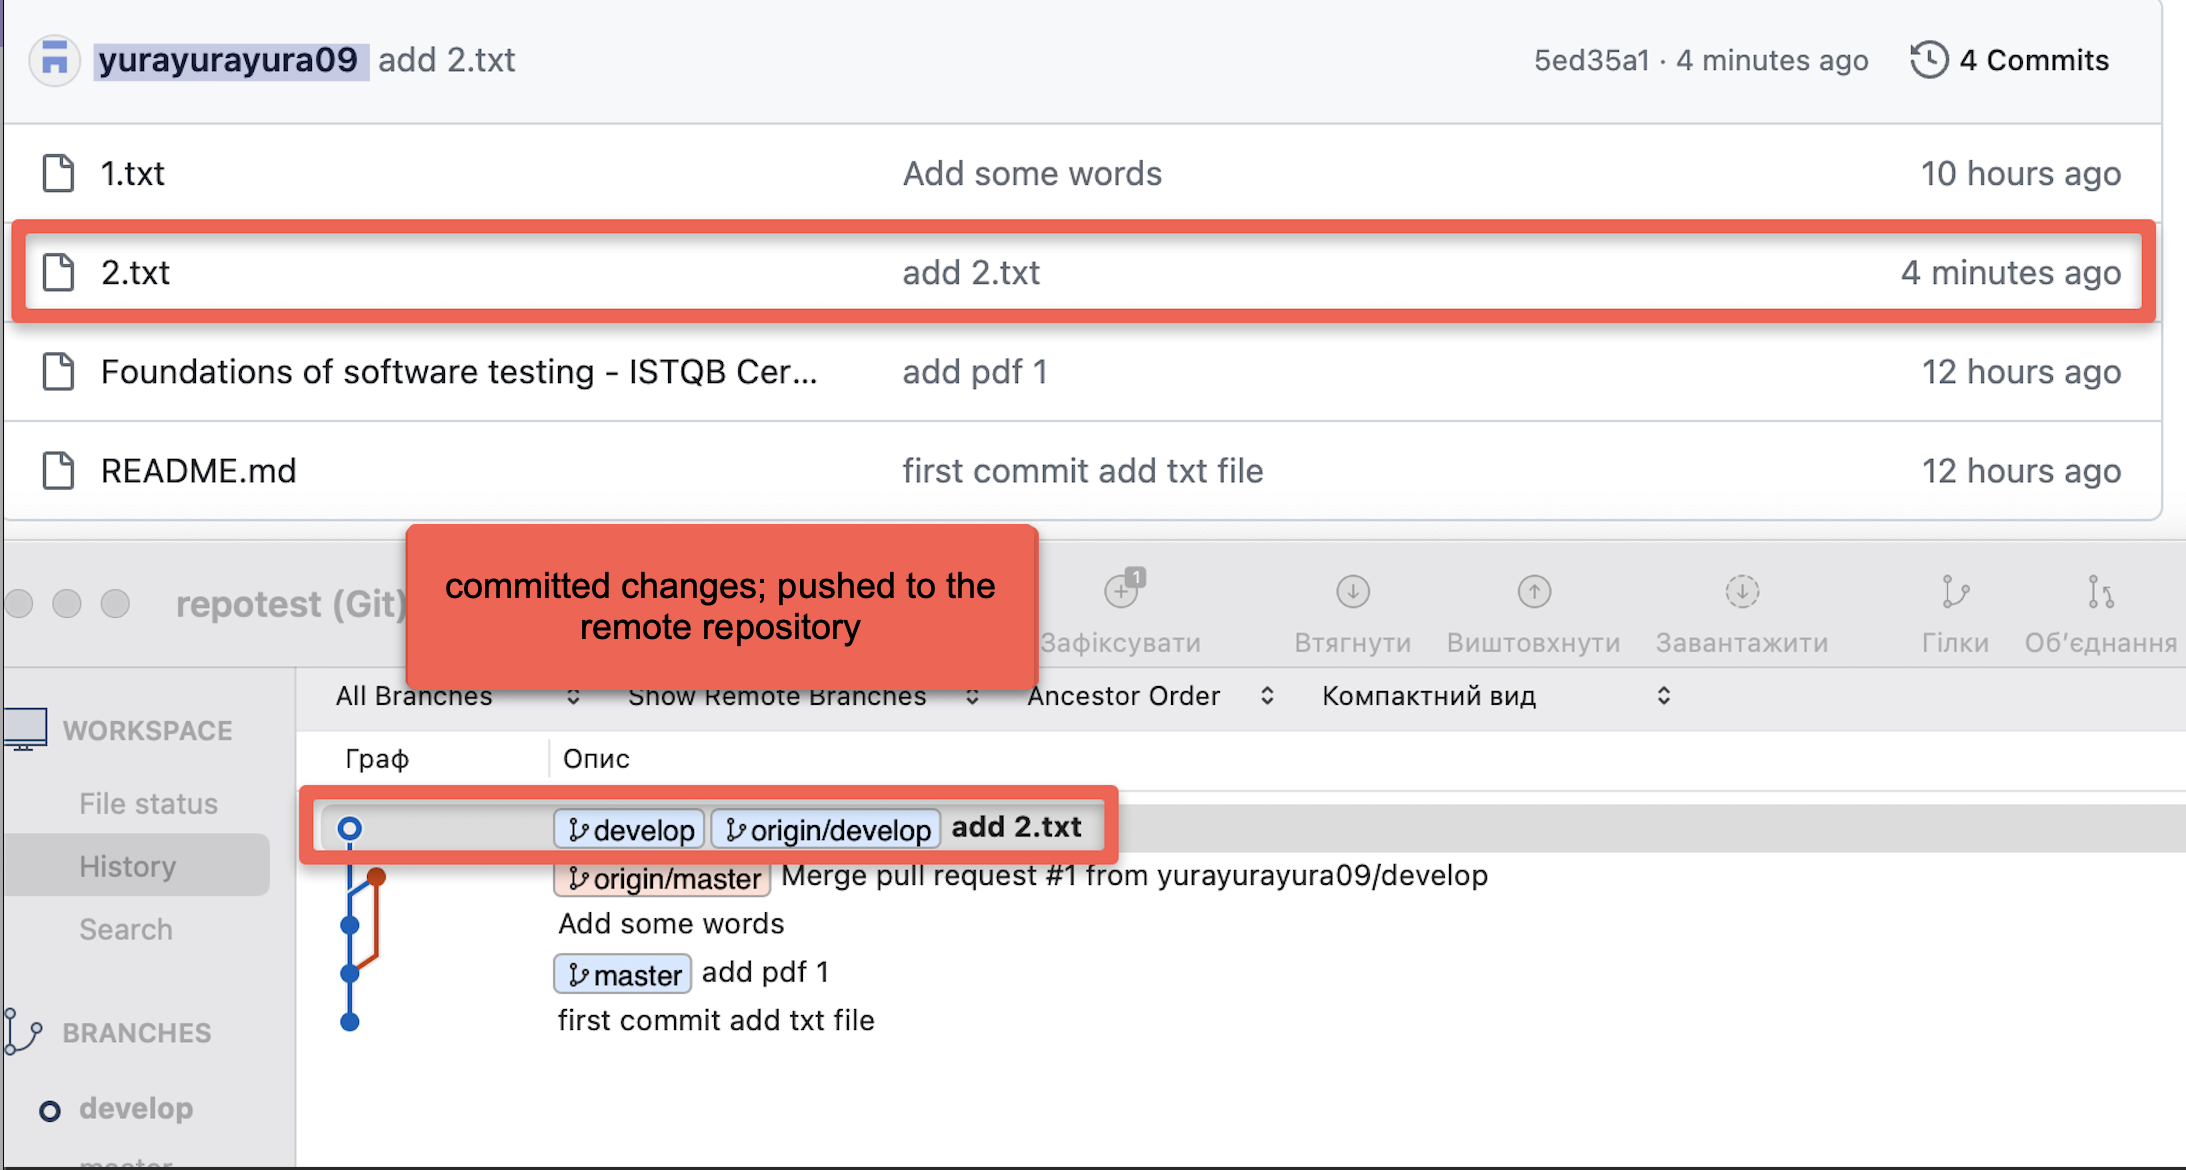 yurayurayura09 add 2.txt 5ed35a1 · 4 minutes ago 4 Commits
1.txt Add some words 10 hours ago
2.txt add 2.txt 4 minutes ago
Foundations of software testing - ISTQB Cer... add pdf 1 12 hours ago
README.md first commit add txt file 12 hours ago
committed changes; pushed to the
remote repository
repotest (Git)
1
Зафіксувати Втягнути Виштовхнути Завантажити Гілки Об’єднання
All Branches Show Remote Branches Ancestor Order Компактний вид
WORKSPACE
File status
History
Search
BRANCHES
develop
master
Граф Опис
develop origin/develop add 2.txt
origin/master Merge pull request #1 from yurayurayura09/develop
Add some words
master add pdf 1
first commit add txt file